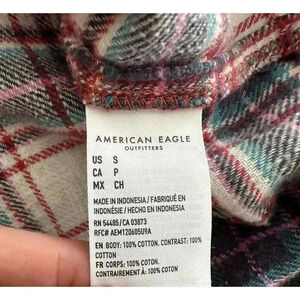 AMERICAN EAGLE
OUTFITTERS
US S
CA P
MX CH
MADE IN INDONESIA / FABRIQUÉ EN
INDONÉSIE / HECHO EN INDONESIA
RN 54485/CA 03873
RFC# AEM120605U9A
EN BODY: 100% COTTON. CONTRAST: 100%
COTTON
FR CORPS: 100% COTON.
CONTRAIREMENT À: 100% COTON